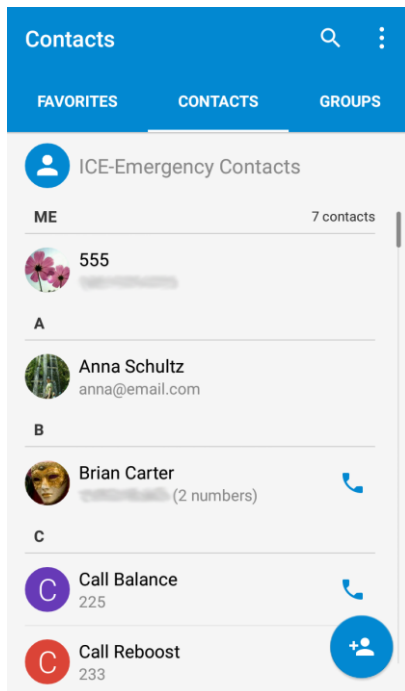 Contacts
FAVORITES CONTACTS GROUPS
ICE-Emergency Contacts
ME 7 contacts
555
A
Anna Schultz
anna@email.com
B
Brian Carter
(2 numbers)
C
C Call Balance
225
C Call Reboost
233